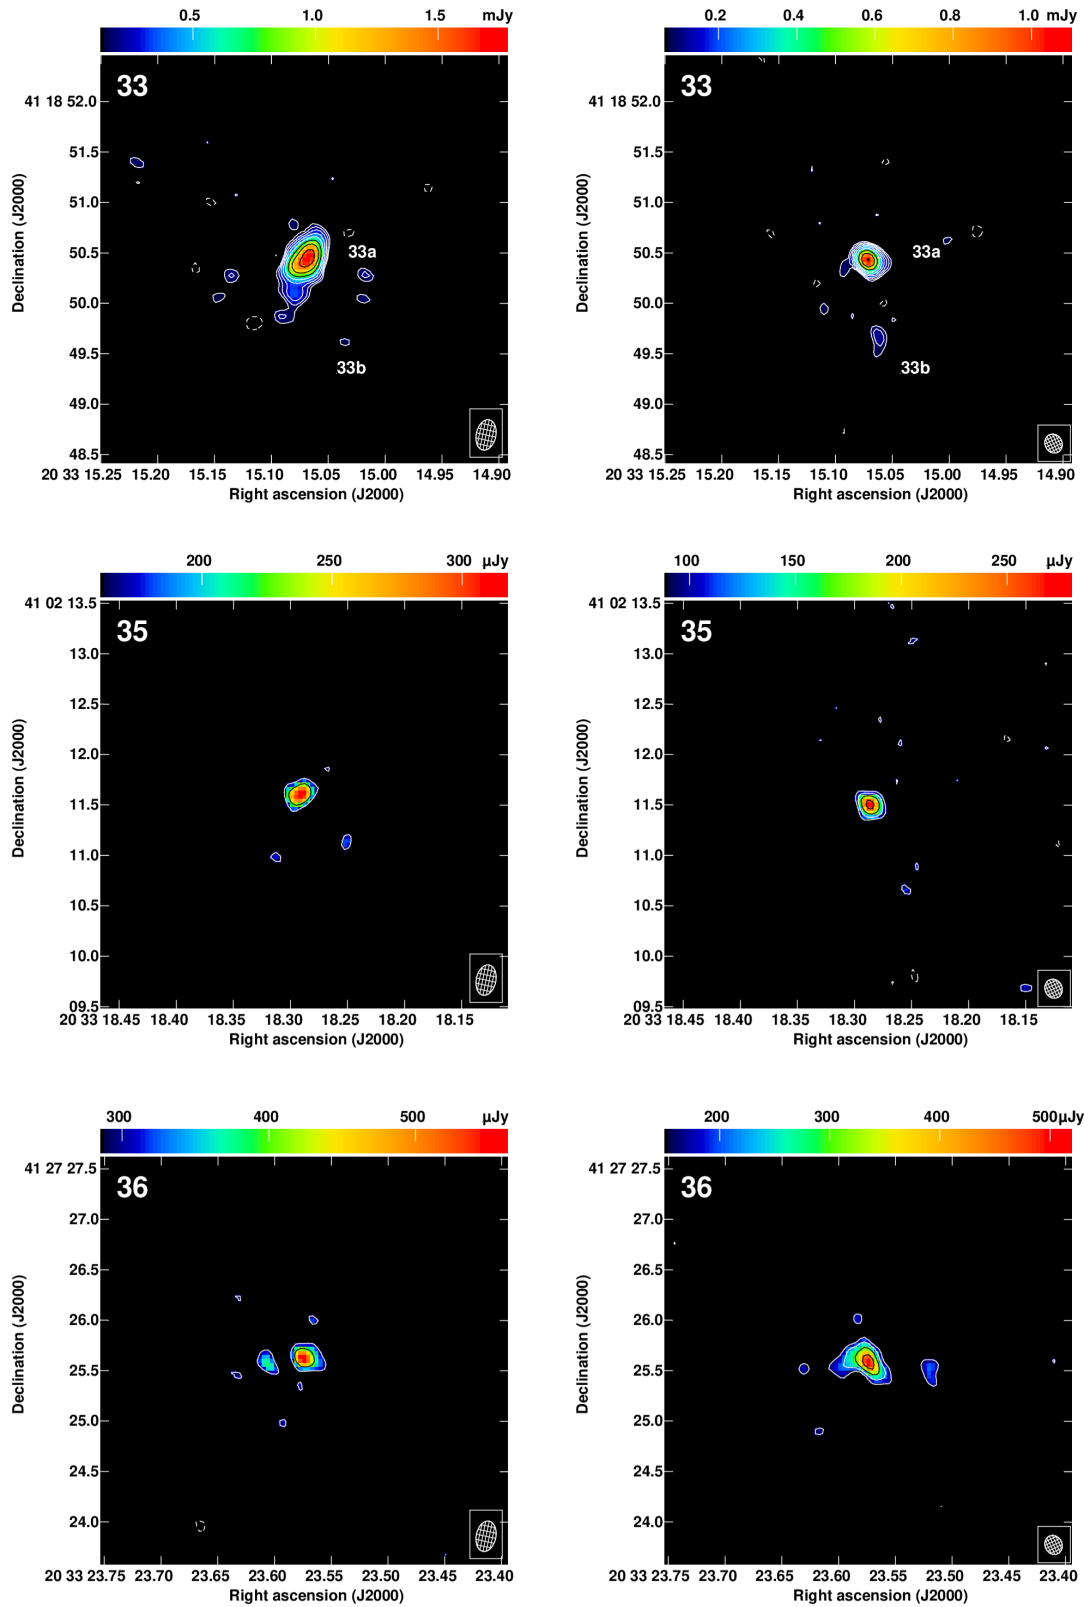 0.5 1.0 1.5 mJy
33
41 18 52.0
51.5
51.0
50.5
50.0
49.5
49.0
48.5
33a
33b
Declination (J2000)
20 33 15.25 15.20 15.15 15.10 15.05 15.00 14.95 14.90
Right ascension (J2000)
0.2 0.4 0.6 0.8 1.0 mJy
33
41 18 52.0
51.5
51.0
50.5
50.0
49.5
49.0
48.5
33a
33b
Declination (J2000)
20 33 15.25 15.20 15.15 15.10 15.05 15.00 14.95 14.90
Right ascension (J2000)
200 250 300 µJy
35
41 02 13.5
13.0
12.5
12.0
11.5
11.0
10.5
10.0
09.5
Declination (J2000)
20 33 18.45 18.40 18.35 18.30 18.25 18.20 18.15
Right ascension (J2000)
100 150 200 250 µJy
35
41 02 13.5
13.0
12.5
12.0
11.5
11.0
10.5
10.0
09.5
Declination (J2000)
20 33 18.45 18.40 18.35 18.30 18.25 18.20 18.15
Right ascension (J2000)
300 400 500 µJy
36
41 27 27.5
27.0
26.5
26.0
25.5
25.0
24.5
24.0
Declination (J2000)
20 33 23.75 23.70 23.65 23.60 23.55 23.50 23.45 23.40
Right ascension (J2000)
200 300 400 500µJy
36
41 27 27.5
27.0
26.5
26.0
25.5
25.0
24.5
24.0
Declination (J2000)
20 33 23.75 23.70 23.65 23.60 23.55 23.50 23.45 23.40
Right ascension (J2000)